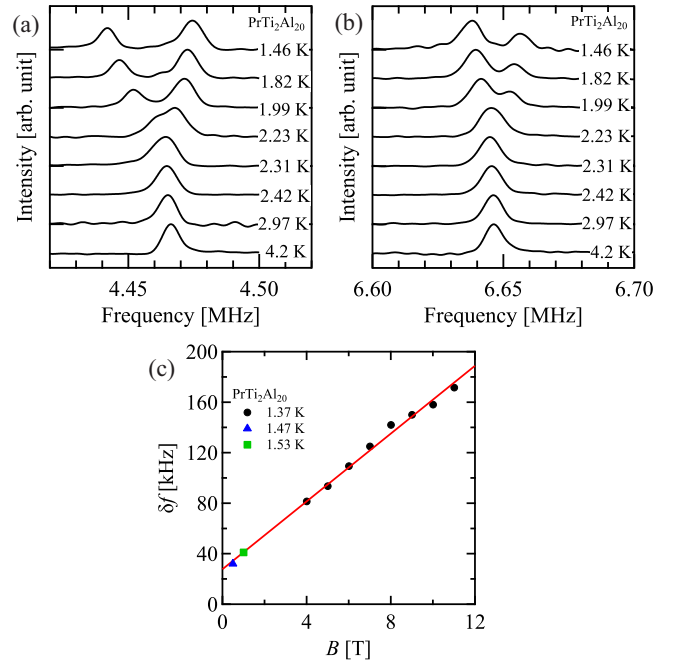 (a)
PrTi₂Al₂₀
1.46 K
1.82 K
1.99 K
2.23 K
2.31 K
2.42 K
2.97 K
4.2 K
Intensity [arb. unit]
4.45
4.50
Frequency [MHz]
(b)
PrTi₂Al₂₀
1.46 K
1.82 K
1.99 K
2.23 K
2.31 K
2.42 K
2.97 K
4.2 K
Intensity [arb. unit]
6.60
6.65
6.70
Frequency [MHz]
(c)
PrTi₂Al₂₀
1.37 K
1.47 K
1.53 K
200
160
120
80
40
0
δf [kHz]
0
4
8
12
B [T]